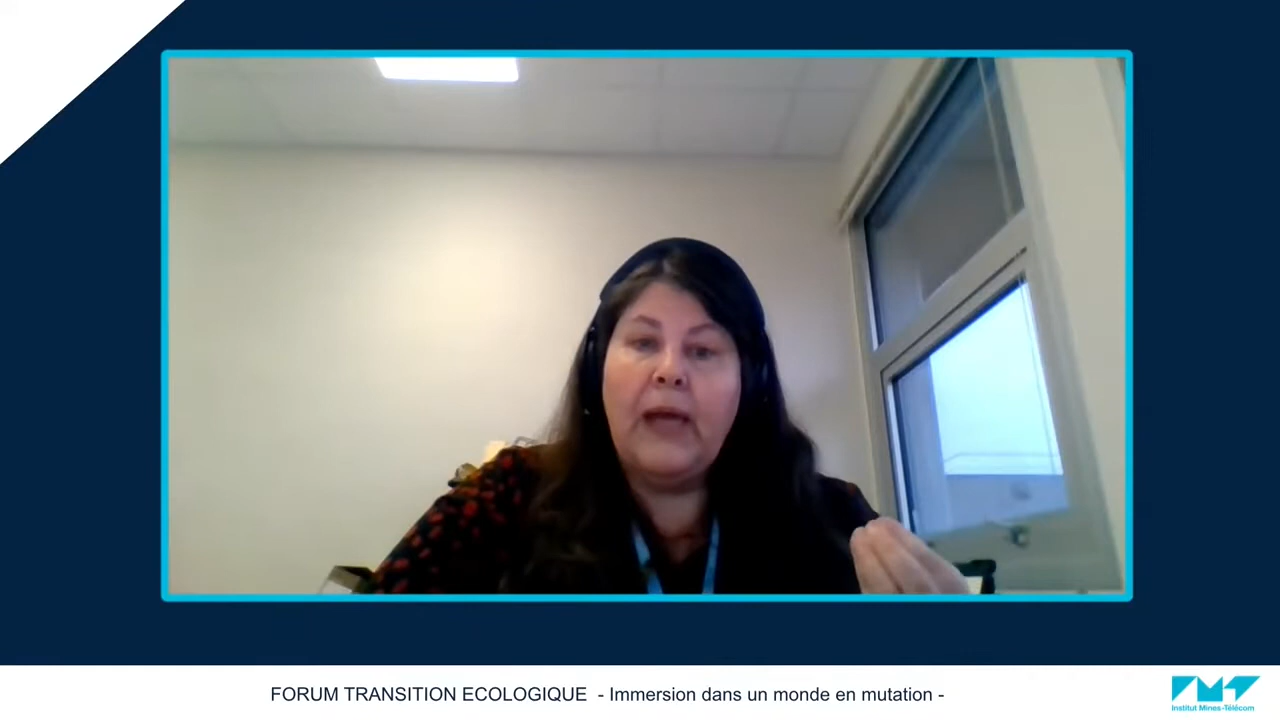 FORUM TRANSITION ECOLOGIQUE - Immersion dans un monde en mutation -
IMT
Institut Mines-Télécom